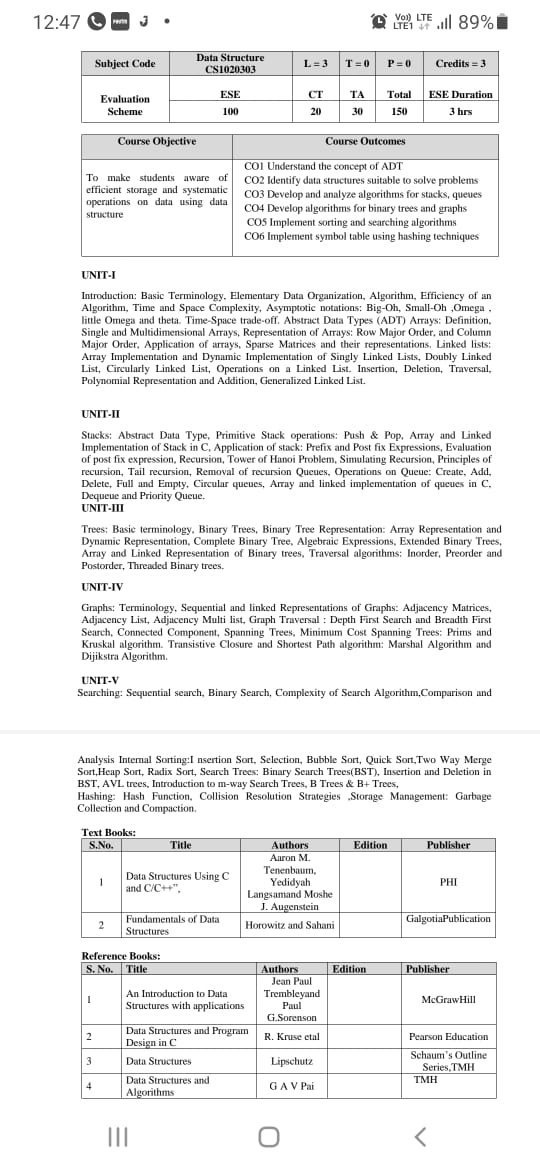 12:47 Paytm J • Vo)) LTE LTE1 89%
Subject Code Data Structure CS1020303 L = 3 T = 0 P = 0 Credits = 3
Evaluation Scheme ESE CT TA Total ESE Duration
100 20 30 150 3 hrs
Course Objective Course Outcomes
To make students aware of
efficient storage and systematic
operations on data using data
structure
CO1 Understand the concept of ADT
CO2 Identify data structures suitable to solve problems
CO3 Develop and analyze algorithms for stacks, queues
CO4 Develop algorithms for binary trees and graphs
CO5 Implement sorting and searching algorithms
CO6 Implement symbol table using hashing techniques
UNIT-I
Introduction: Basic Terminology, Elementary Data Organization, Algorithm, Efficiency of an
Algorithm, Time and Space Complexity, Asymptotic notations: Big-Oh, Small-Oh ,Omega ,
little Omega and theta. Time-Space trade-off. Abstract Data Types (ADT) Arrays: Definition,
Single and Multidimensional Arrays, Representation of Arrays: Row Major Order, and Column
Major Order, Application of arrays, Sparse Matrices and their representations. Linked lists:
Array Implementation and Dynamic Implementation of Singly Linked Lists, Doubly Linked
List, Circularly Linked List, Operations on a Linked List. Insertion, Deletion, Traversal,
Polynomial Representation and Addition, Generalized Linked List.
UNIT-II
Stacks: Abstract Data Type, Primitive Stack operations: Push & Pop, Array and Linked
Implementation of Stack in C, Application of stack: Prefix and Post fix Expressions, Evaluation
of post fix expression, Recursion, Tower of Hanoi Problem, Simulating Recursion, Principles of
recursion, Tail recursion, Removal of recursion Queues, Operations on Queue: Create, Add,
Delete, Full and Empty, Circular queues, Array and linked implementation of queues in C,
Dequeue and Priority Queue.
UNIT-III
Trees: Basic terminology, Binary Trees, Binary Tree Representation: Array Representation and
Dynamic Representation, Complete Binary Tree, Algebraic Expressions, Extended Binary Trees,
Array and Linked Representation of Binary trees, Traversal algorithms: Inorder, Preorder and
Postorder, Threaded Binary trees.
UNIT-IV
Graphs: Terminology, Sequential and linked Representations of Graphs: Adjacency Matrices,
Adjacency List, Adjacency Multi list, Graph Traversal : Depth First Search and Breadth First
Search, Connected Component, Spanning Trees, Minimum Cost Spanning Trees: Prims and
Kruskal algorithm. Transistive Closure and Shortest Path algorithm: Marshal Algorithm and
Dijikstra Algorithm.
UNIT-V
Searching: Sequential search, Binary Search, Complexity of Search Algorithm,Comparison and
Analysis Internal Sorting:I nsertion Sort, Selection, Bubble Sort, Quick Sort,Two Way Merge
Sort,Heap Sort, Radix Sort, Search Trees: Binary Search Trees(BST), Insertion and Deletion in
BST, AVL trees, Introduction to m-way Search Trees, B Trees & B+ Trees,
Hashing: Hash Function, Collision Resolution Strategies ,Storage Management: Garbage
Collection and Compaction.
Text Books:
S.No. Title Authors Edition Publisher
1 Data Structures Using C and C/C++", Aaron M. Tenenbaum, Yedidyah Langsamand Moshe J. Augenstein PHI
2 Fundamentals of Data Structures Horowitz and Sahani GalgotiaPublication
Reference Books:
S. No. Title Authors Edition Publisher
1 An Introduction to Data Structures with applications Jean Paul Trembleyand Paul G.Sorenson McGrawHill
2 Data Structures and Program Design in C R. Kruse etal Pearson Education
3 Data Structures Lipschutz Schaum's Outline Series,TMH
4 Data Structures and Algorithms G A V Pai TMH